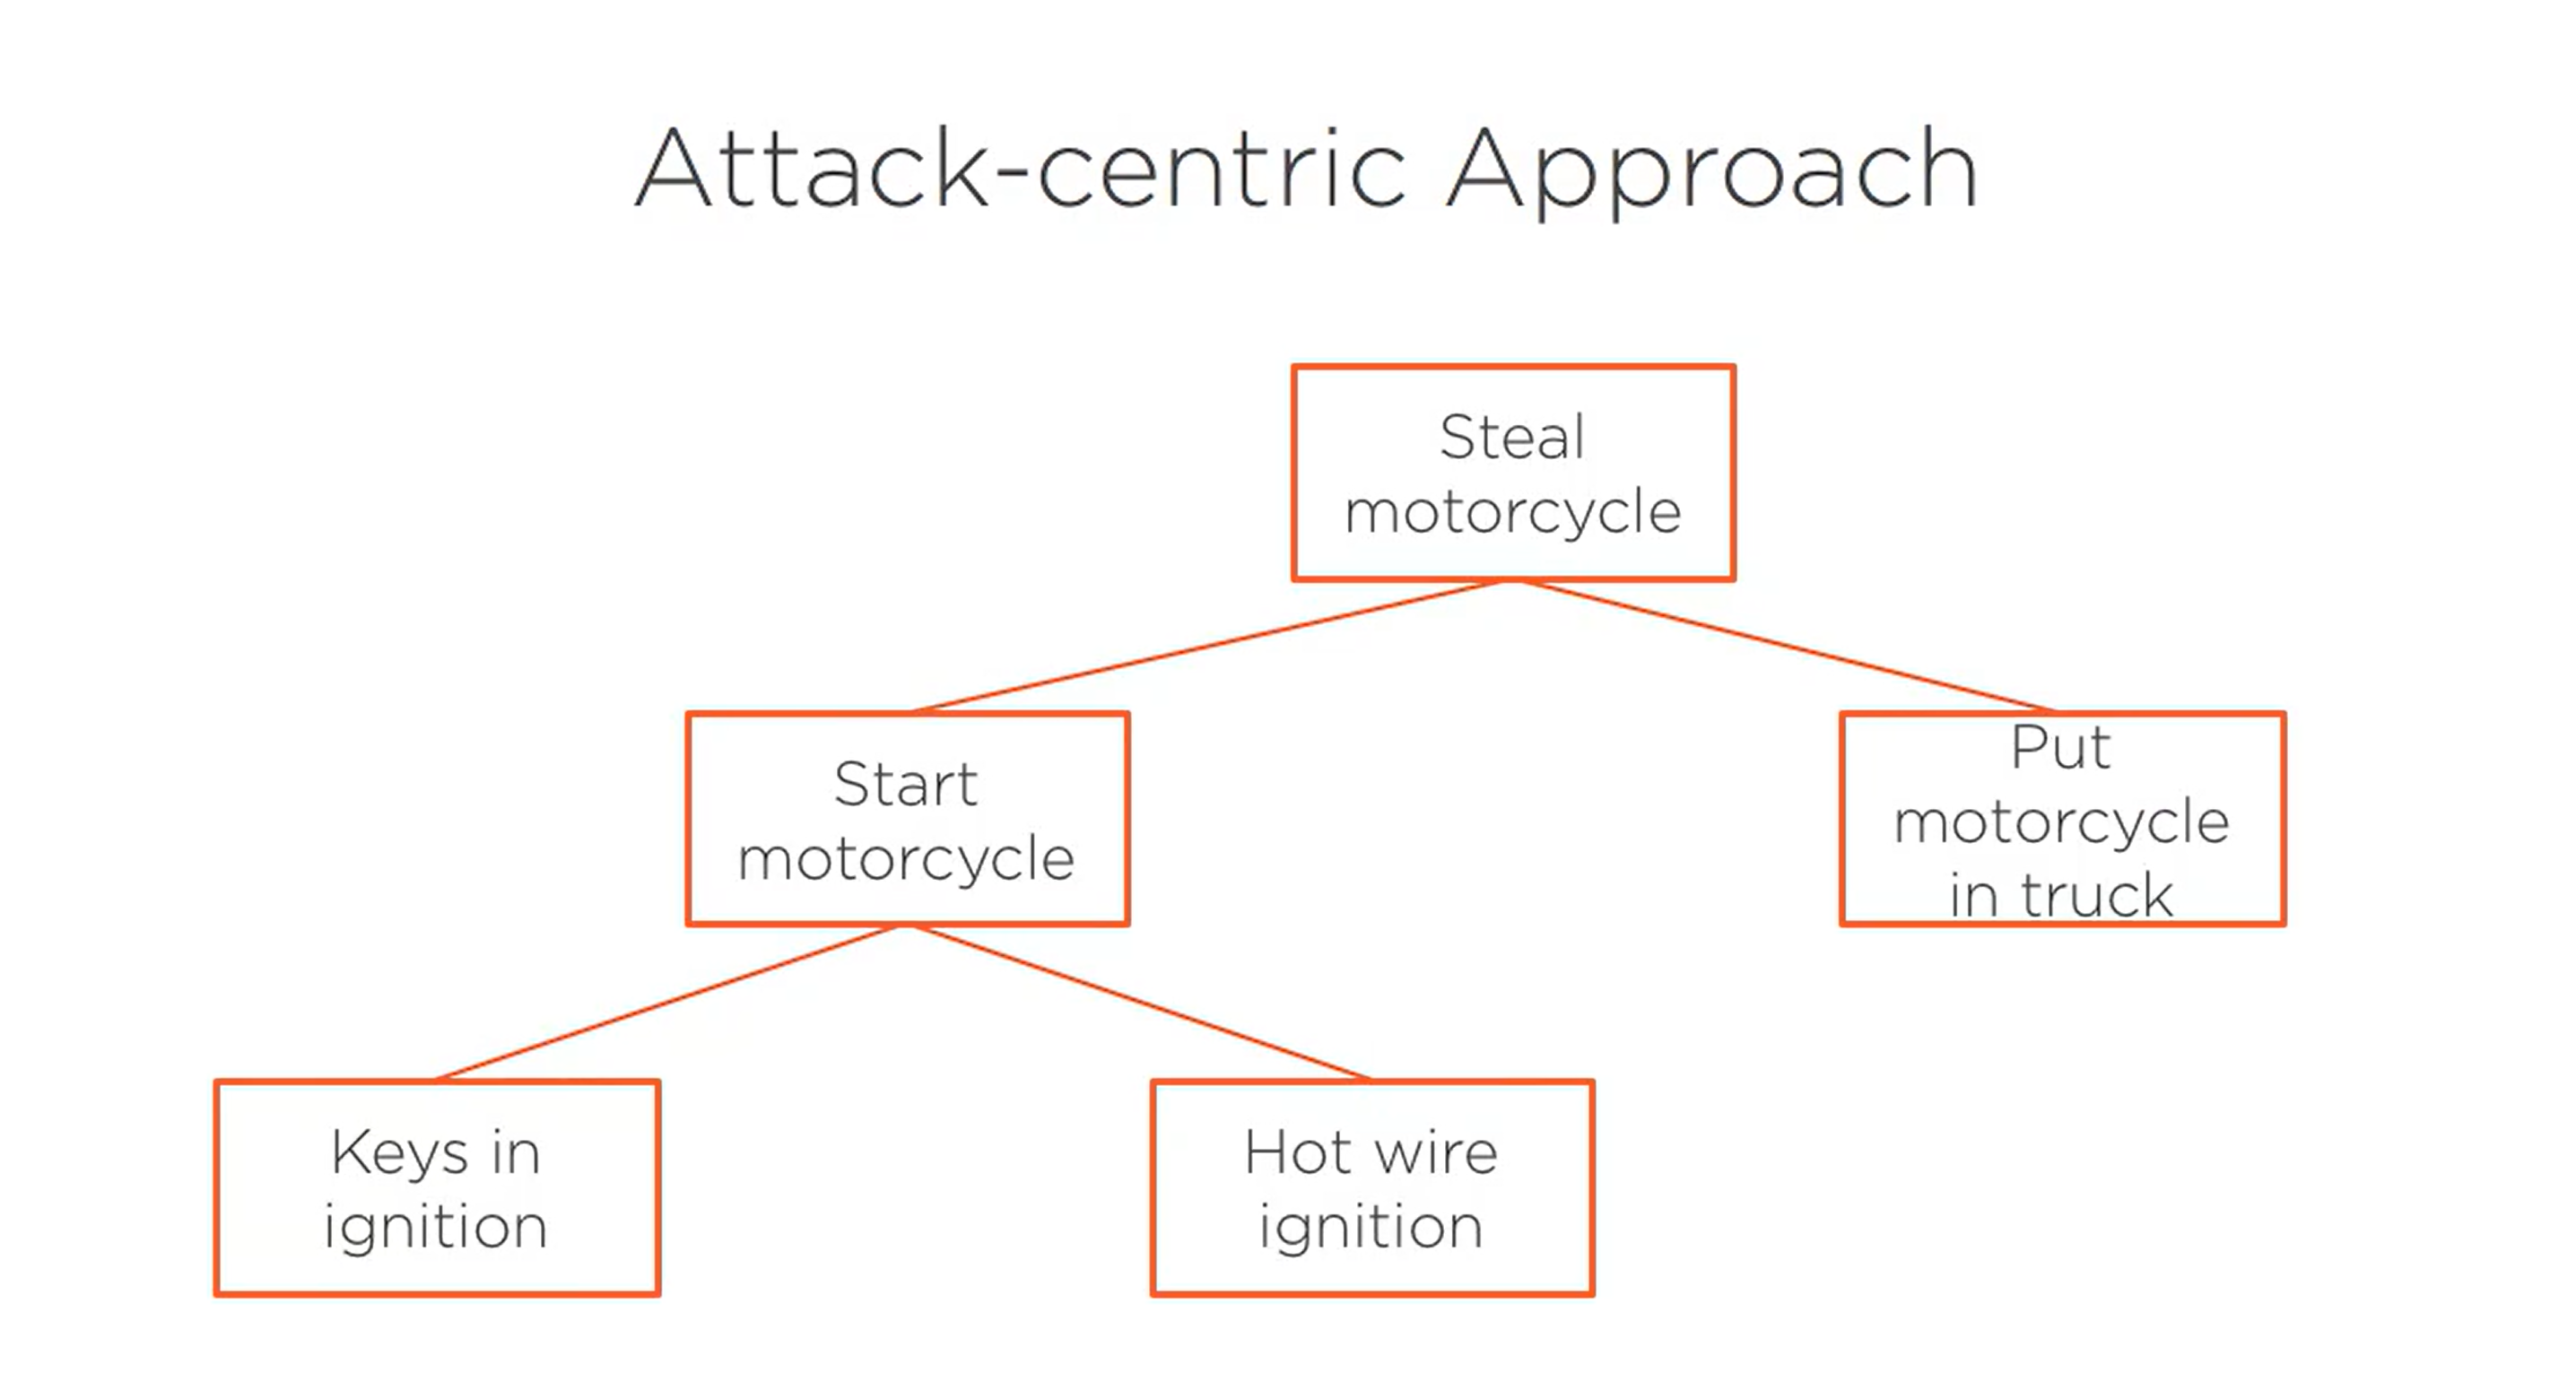 Attack-centric Approach
Steal
motorcycle
Start
motorcycle
Put
motorcycle
in truck
Keys in
ignition
Hot wire
ignition